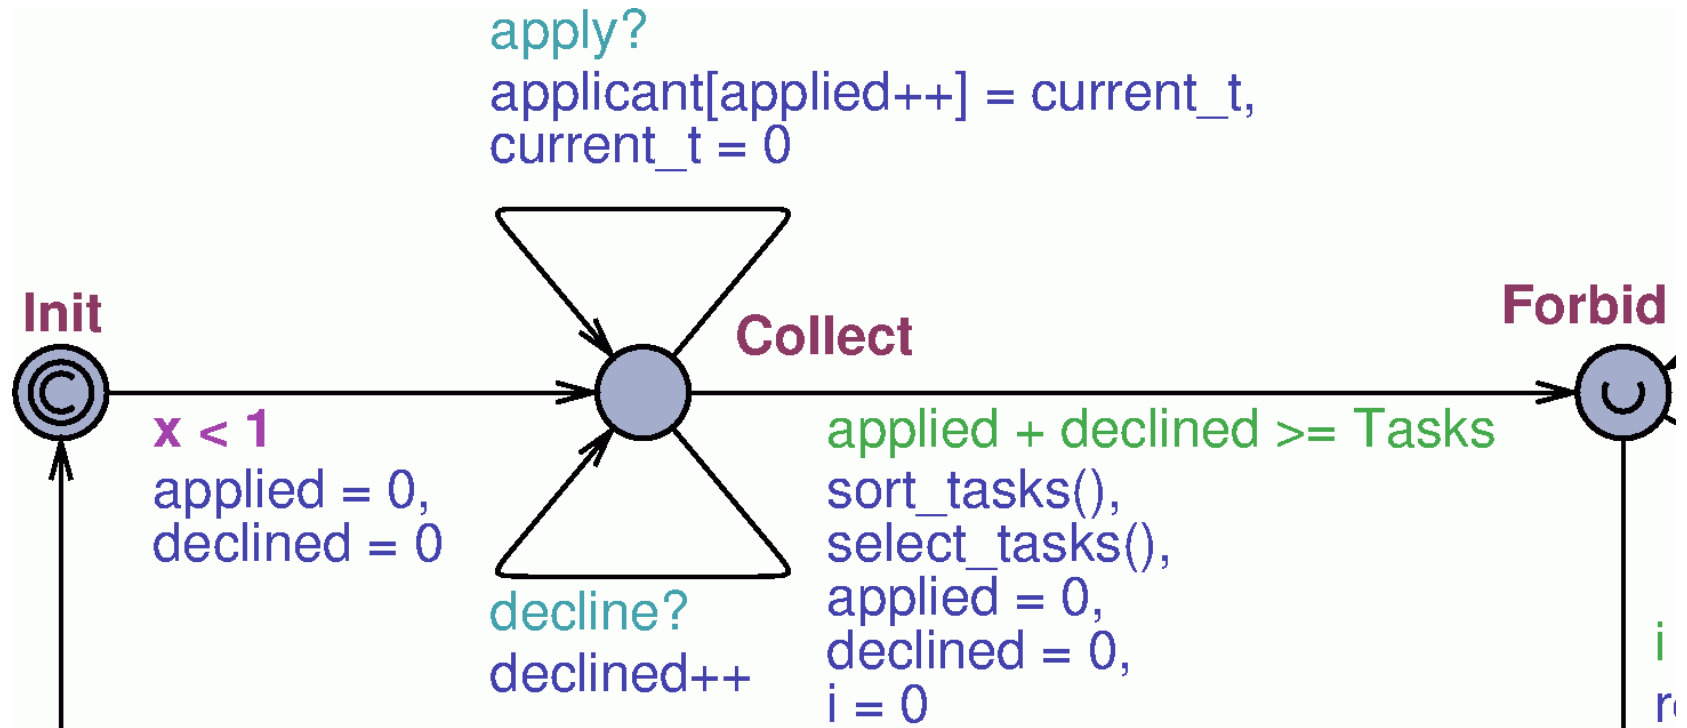 apply?
applicant[applied++] = current_t,
current_t = 0
Init
Collect
Forbid
x < 1
applied = 0,
declined = 0
applied + declined >= Tasks
sort_tasks(),
select_tasks(),
applied = 0,
declined = 0,
i = 0
decline?
declined++
i